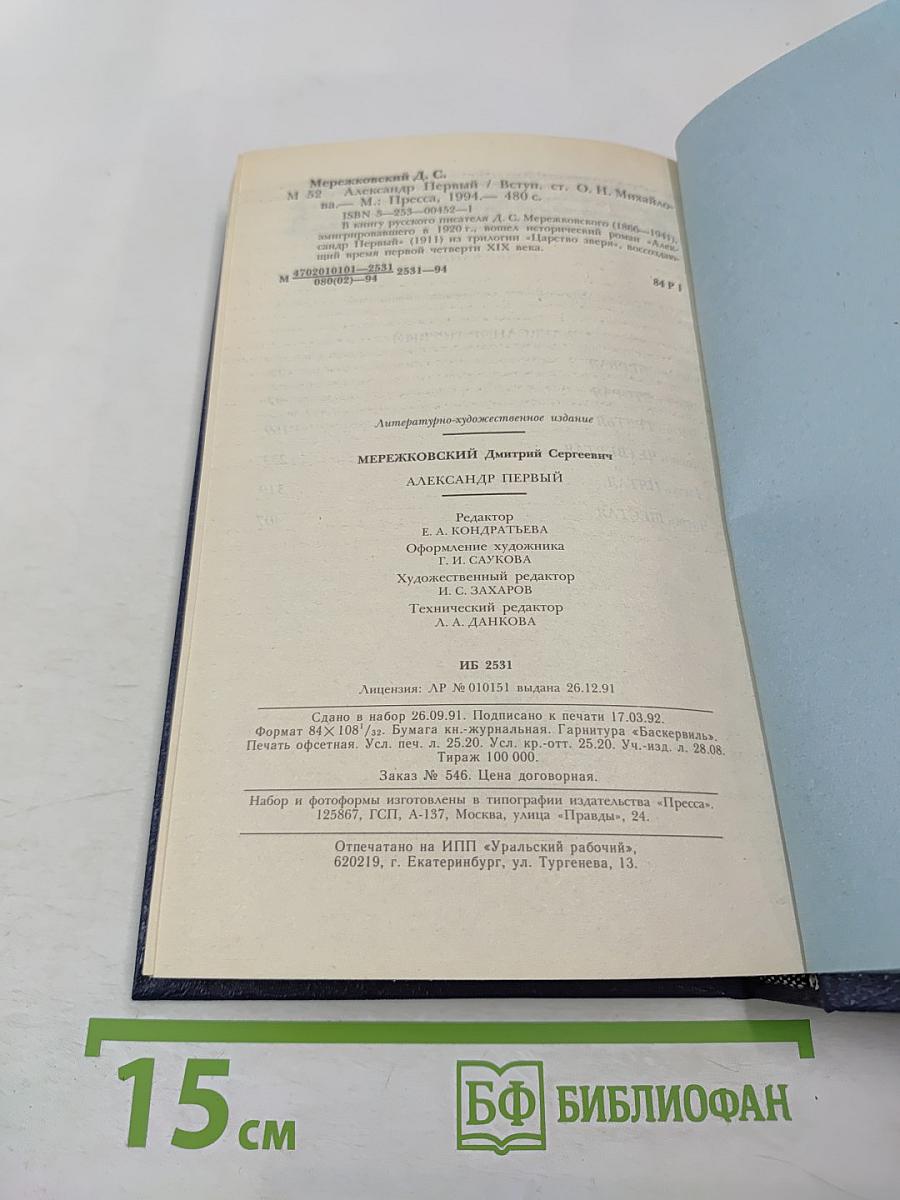 Мережковский Д. С.
М 52 Александр Первый / Вступ. ст. О. Н. Михайло-
ва.— М.: Пресса, 1994.— 480 с.
ISBN 5—253—00452—1
В книгу русского писателя Д. С. Мережковского (1866—1941),
эмигрировавшего в 1920 г., вошел исторический роман «Алек-
сандр Первый» (1911) из трилогии «Царство зверя», воссоздаю-
щий время первой четверти XIX века.
М 4702010101—2531 2531—94
080(02)—94
84 Р 1
Литературно-художественное издание
МЕРЕЖКОВСКИЙ Дмитрий Сергеевич
АЛЕКСАНДР ПЕРВЫЙ
Редактор
Е. А. КОНДРАТЬЕВА
Оформление художника
Г. И. САУКОВА
Художественный редактор
И. С. ЗАХАРОВ
Технический редактор
Л. А. ДАНКОВА
ИБ 2531
Лицензия: ЛР № 010151 выдана 26.12.91
Сдано в набор 26.09.91. Подписано к печати 17.03.92.
Формат 84×108¹/₃₂. Бумага кн.-журнальная. Гарнитура «Баскервиль».
Печать офсетная. Усл. печ. л. 25.20. Усл. кр.-отт. 25.20. Уч.-изд. л. 28.08.
Тираж 100 000.
Заказ № 546. Цена договорная.
Набор и фотоформы изготовлены в типографии издательства «Пресса».
125867, ГСП, А-137, Москва, улица «Правды», 24.
Отпечатано на ИПП «Уральский рабочий»,
620219, г. Екатеринбург, ул. Тургенева, 13.
15 см
БФ БИБЛИОФАН